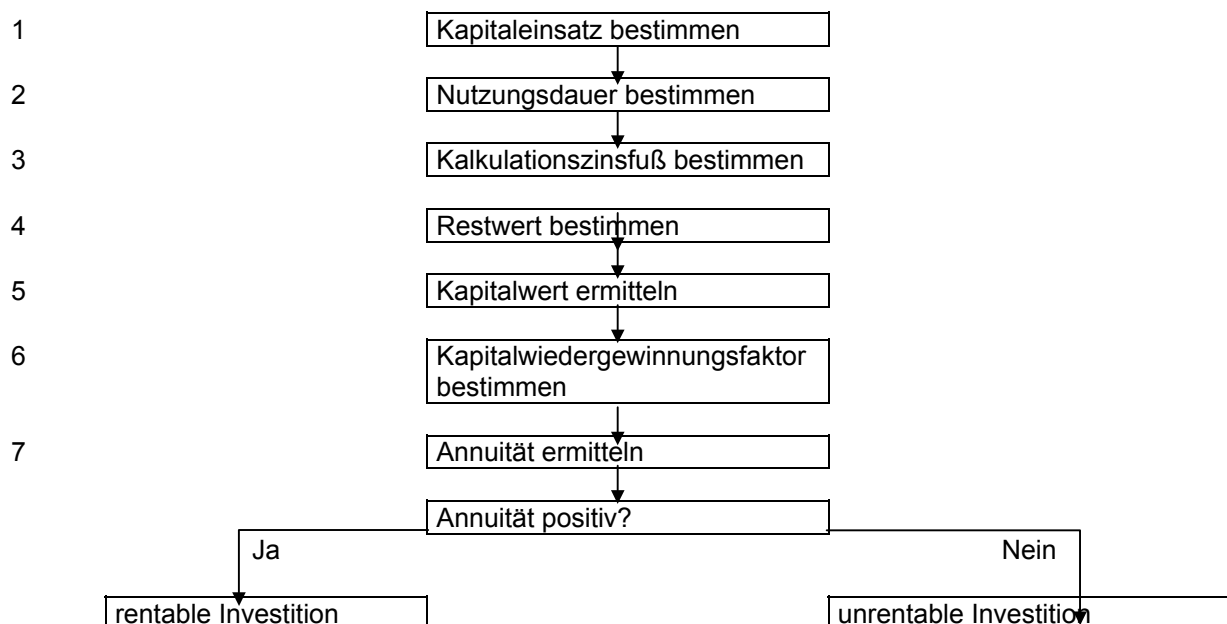 1 Kapitaleinsatz bestimmen
2 Nutzungsdauer bestimmen
3 Kalkulationszinsfuß bestimmen
4 Restwert bestimmen
5 Kapitalwert ermitteln
6 Kapitalwiedergewinnungsfaktor
bestimmen
7 Annuität ermitteln
Annuität positiv?
Ja Nein
rentable Investition unrentable Investition